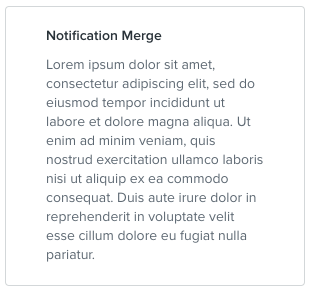 Notification Merge
Lorem ipsum dolor sit amet,
consectetur adipiscing elit, sed do
eiusmod tempor incididunt ut
labore et dolore magna aliqua. Ut
enim ad minim veniam, quis
nostrud exercitation ullamco laboris
nisi ut aliquip ex ea commodo
consequat. Duis aute irure dolor in
reprehenderit in voluptate velit
esse cillum dolore eu fugiat nulla
pariatur.